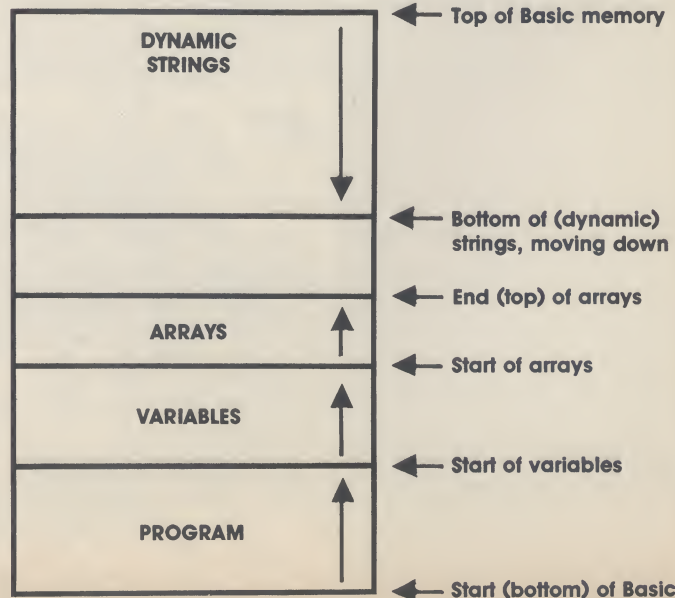 Top of Basic memory
DYNAMIC
STRINGS
Bottom of (dynamic)
strings, moving down
End (top) of arrays
ARRAYS
Start of arrays
VARIABLES
Start of variables
PROGRAM
Start (bottom) of Basic